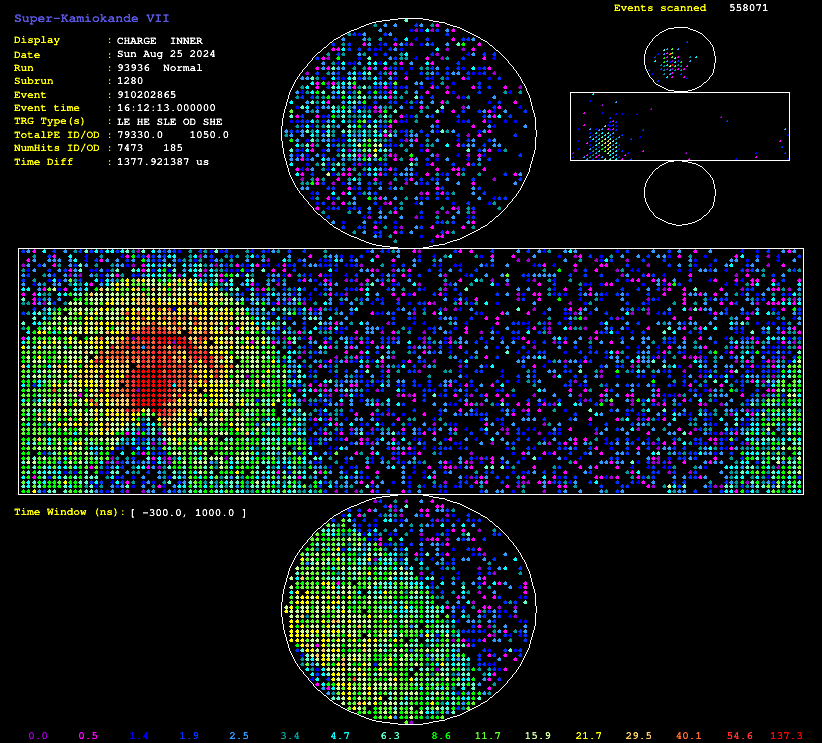 Super-Kamiokande VII
Events scanned 558071
Display : CHARGE INNER
Date : Sun Aug 25 2024
Run : 93936 Normal
Subrun : 1280
Event : 910202865
Event time : 16:12:13.000000
TRG Type(s) : LE HE SLE OD SHE
TotalPE ID/OD : 79330.0 1050.0
NumHits ID/OD : 7473 185
Time Diff : 1377.921387 us
Time Window (ns): [ -300.0, 1000.0 ]
0.0 0.5 1.4 1.9 2.5 3.4 4.7 6.3 8.6 11.7 15.9 21.7 29.5 40.1 54.6 137.3